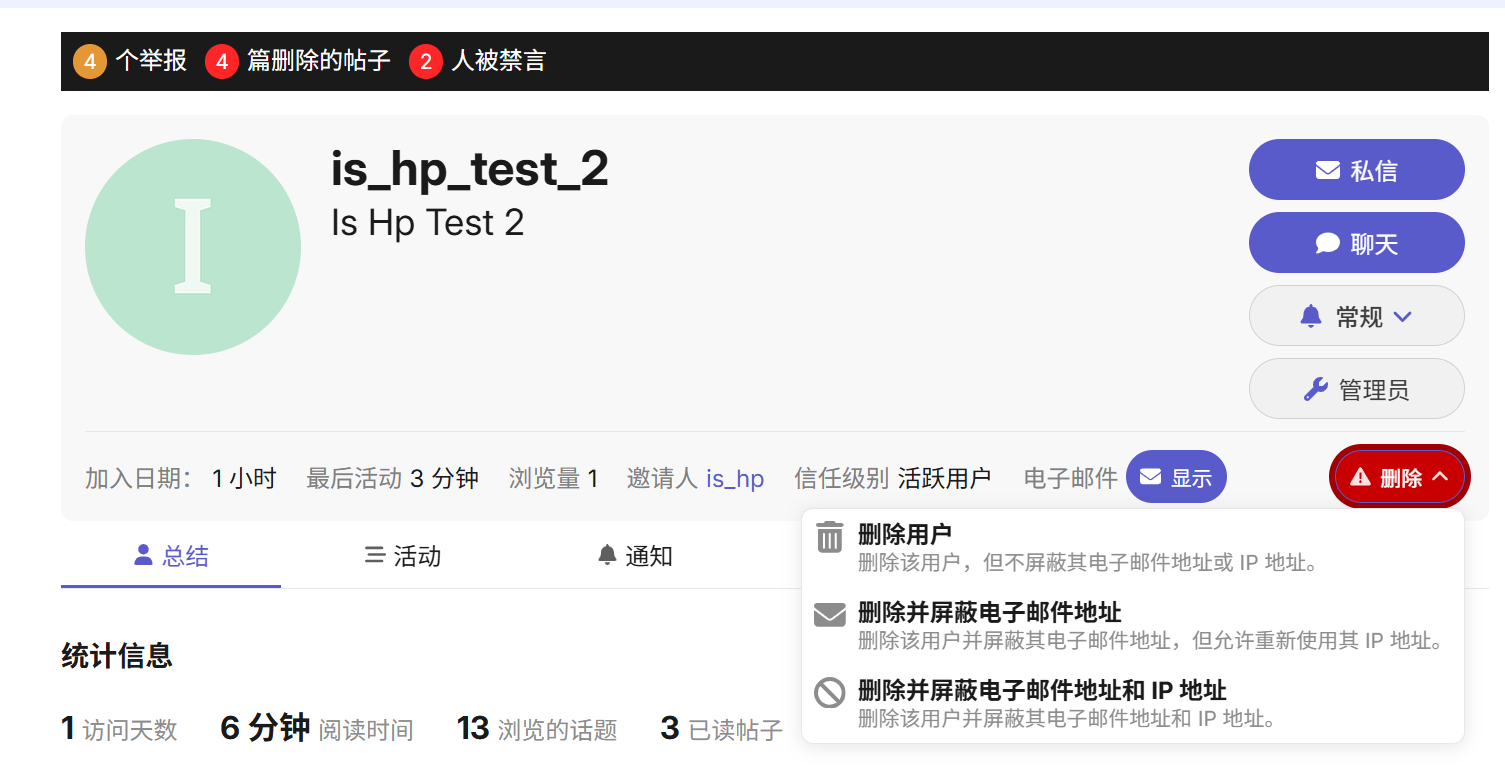 4 个举报 4 篇删除的帖子 2 人被禁言
I
is_hp_test_2
Is Hp Test 2
私信
聊天
常规
管理员
加入日期： 1 小时 最后活动 3 分钟 浏览量 1 邀请人 is_hp 信任级别 活跃用户 电子邮件 显示 删除
删除用户
删除该用户，但不屏蔽其电子邮件地址或 IP 地址。
删除并屏蔽电子邮件地址
删除该用户并屏蔽其电子邮件地址，但允许重新使用其 IP 地址。
删除并屏蔽电子邮件地址和 IP 地址
删除该用户并屏蔽其电子邮件地址和 IP 地址。
总结 活动 通知
统计信息
1 访问天数 6 分钟 阅读时间 13 浏览的话题 3 已读帖子